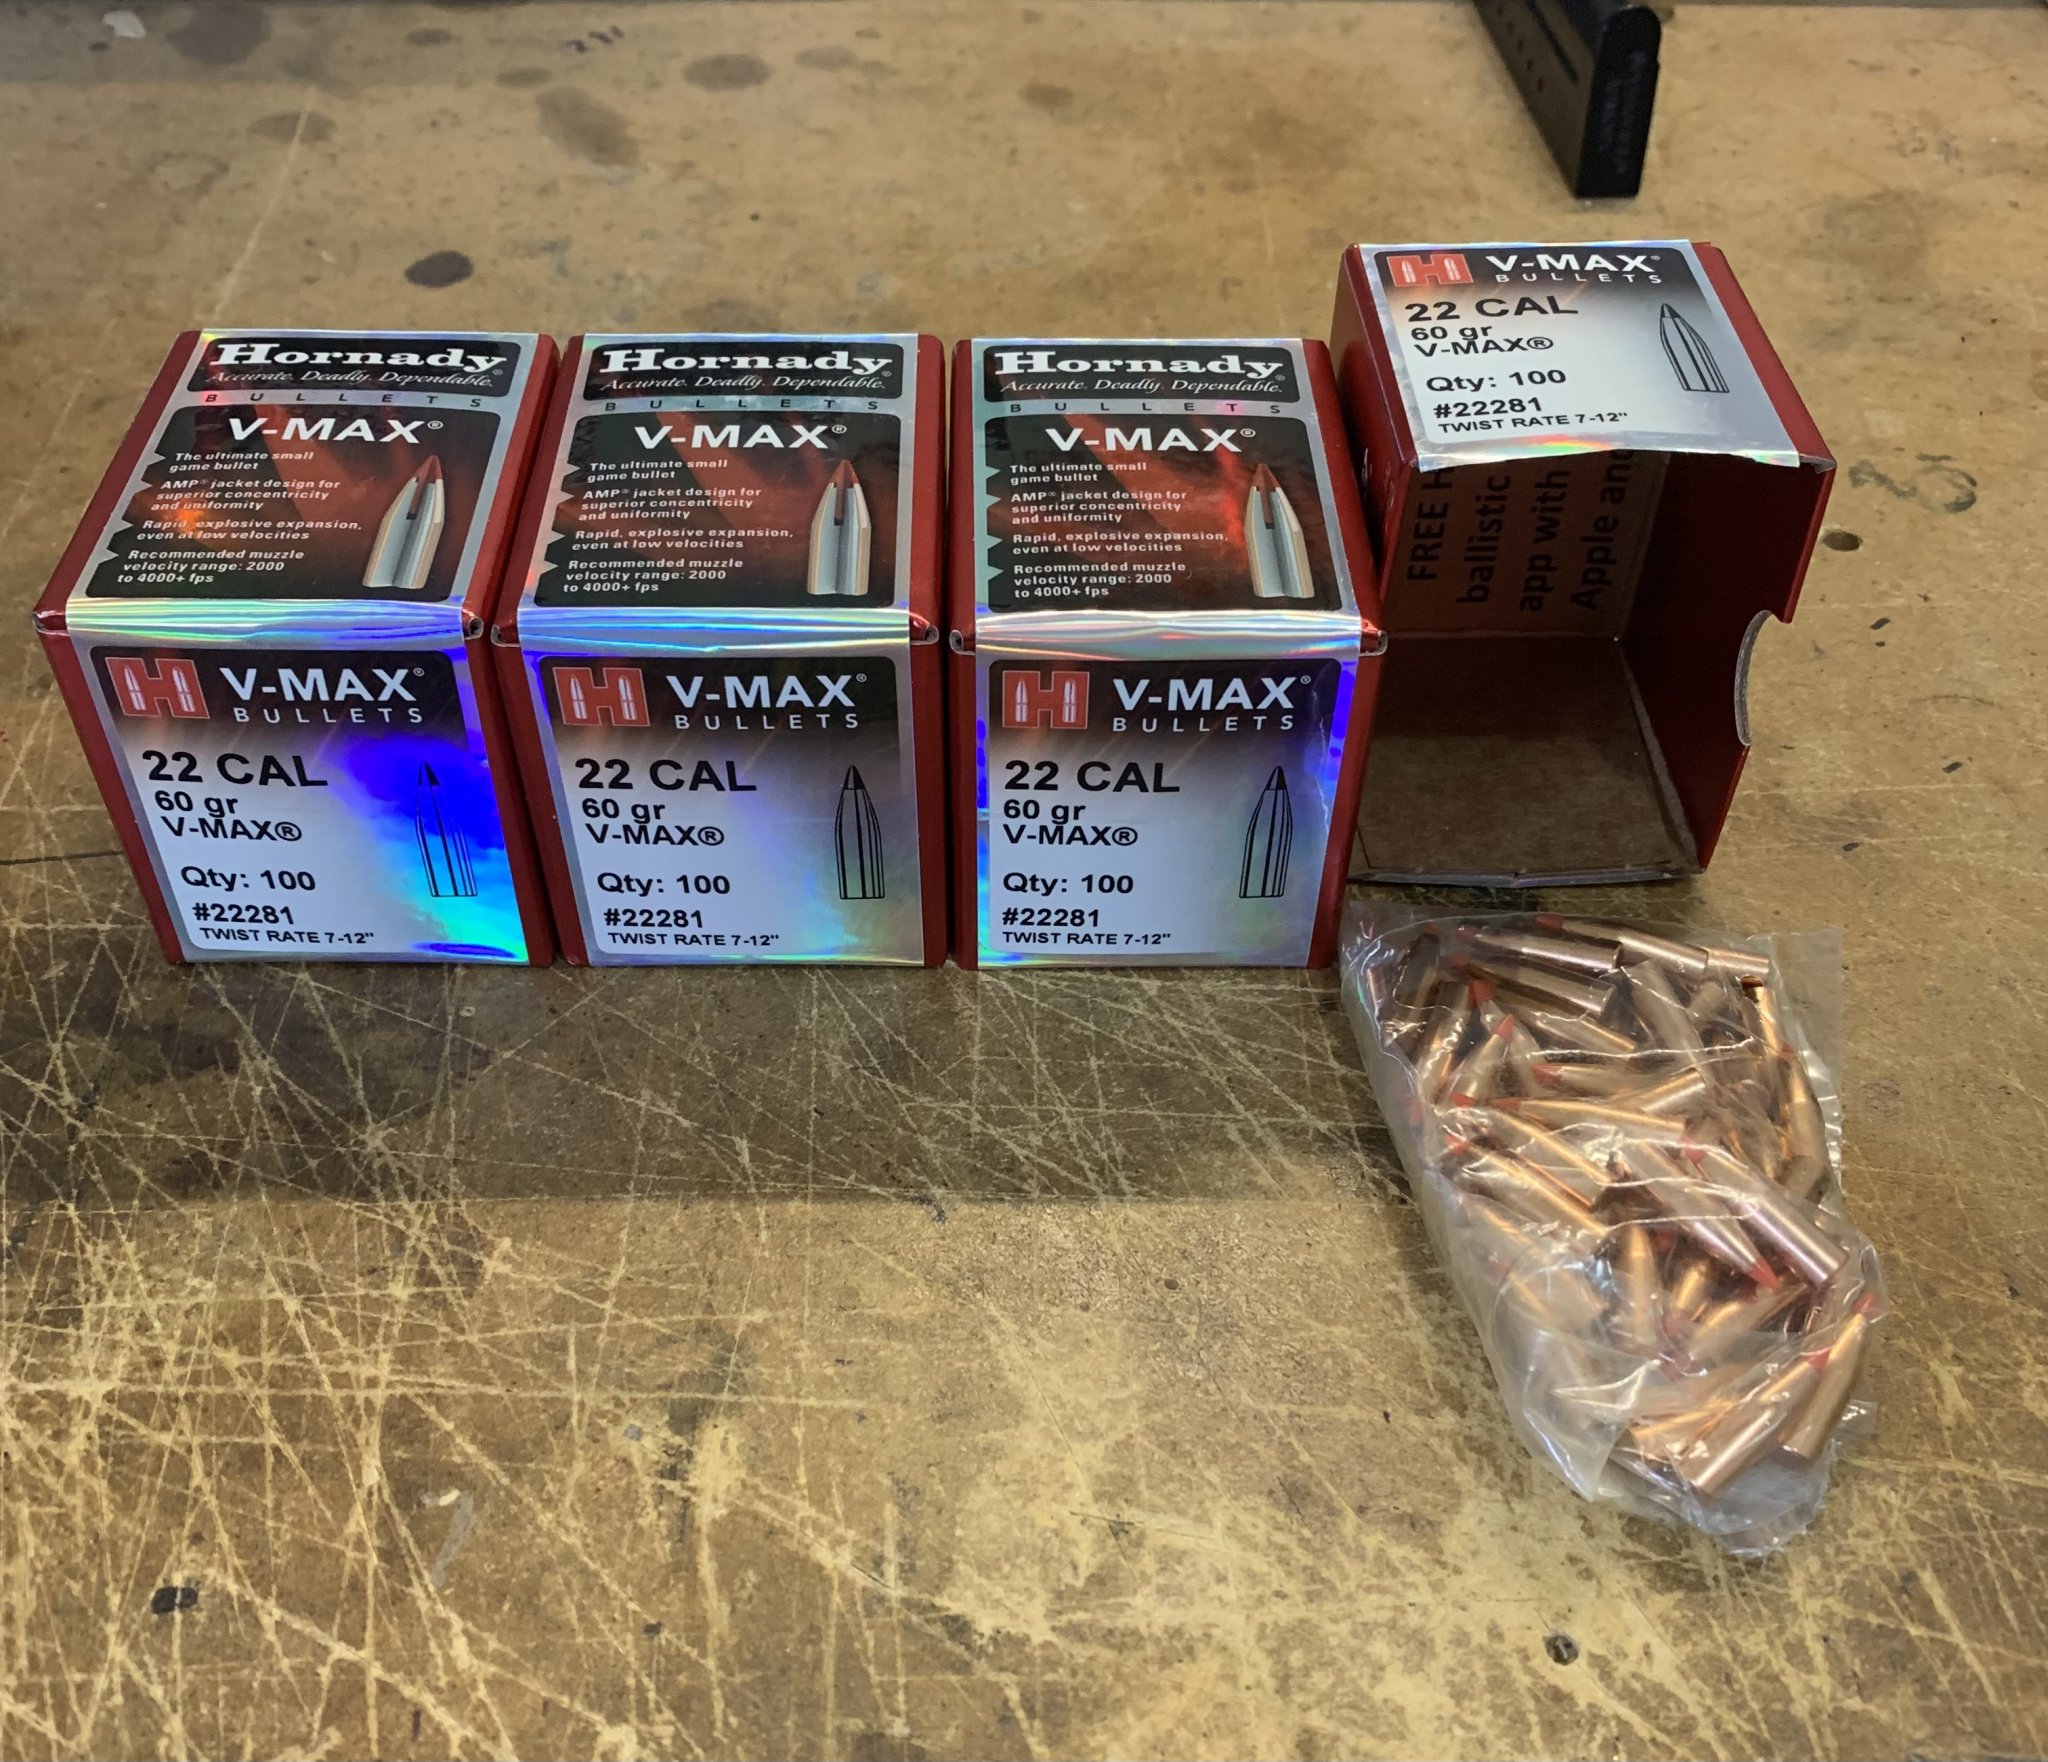 Hornady®
Accurate. Deadly. Dependable.®
BULLETS
V-MAX®
The ultimate small
game bullet
AMP® jacket design for
superior concentricity
and uniformity
Rapid, explosive expansion,
even at low velocities
Recommended muzzle
velocity range: 2000
to 4000+ fps
H V-MAX®
BULLETS
22 CAL
60 gr
V-MAX®
Qty: 100
#22281
TWIST RATE 7-12"
Hornady®
Accurate. Deadly. Dependable.®
BULLETS
V-MAX®
The ultimate small
game bullet
AMP® jacket design for
superior concentricity
and uniformity
Rapid, explosive expansion,
even at low velocities
Recommended muzzle
velocity range: 2000
to 4000+ fps
H V-MAX®
BULLETS
22 CAL
60 gr
V-MAX®
Qty: 100
#22281
TWIST RATE 7-12"
Hornady®
Accurate. Deadly. Dependable.®
BULLETS
V-MAX®
The ultimate small
game bullet
AMP® jacket design for
superior concentricity
and uniformity
Rapid, explosive expansion,
even at low velocities
Recommended muzzle
velocity range: 2000
to 4000+ fps
H V-MAX®
BULLETS
22 CAL
60 gr
V-MAX®
Qty: 100
#22281
TWIST RATE 7-12"
H V-MAX®
BULLETS
22 CAL
60 gr
V-MAX®
Qty: 100
#22281
TWIST RATE 7-12"
FREE H
ballistic
app with
Apple and